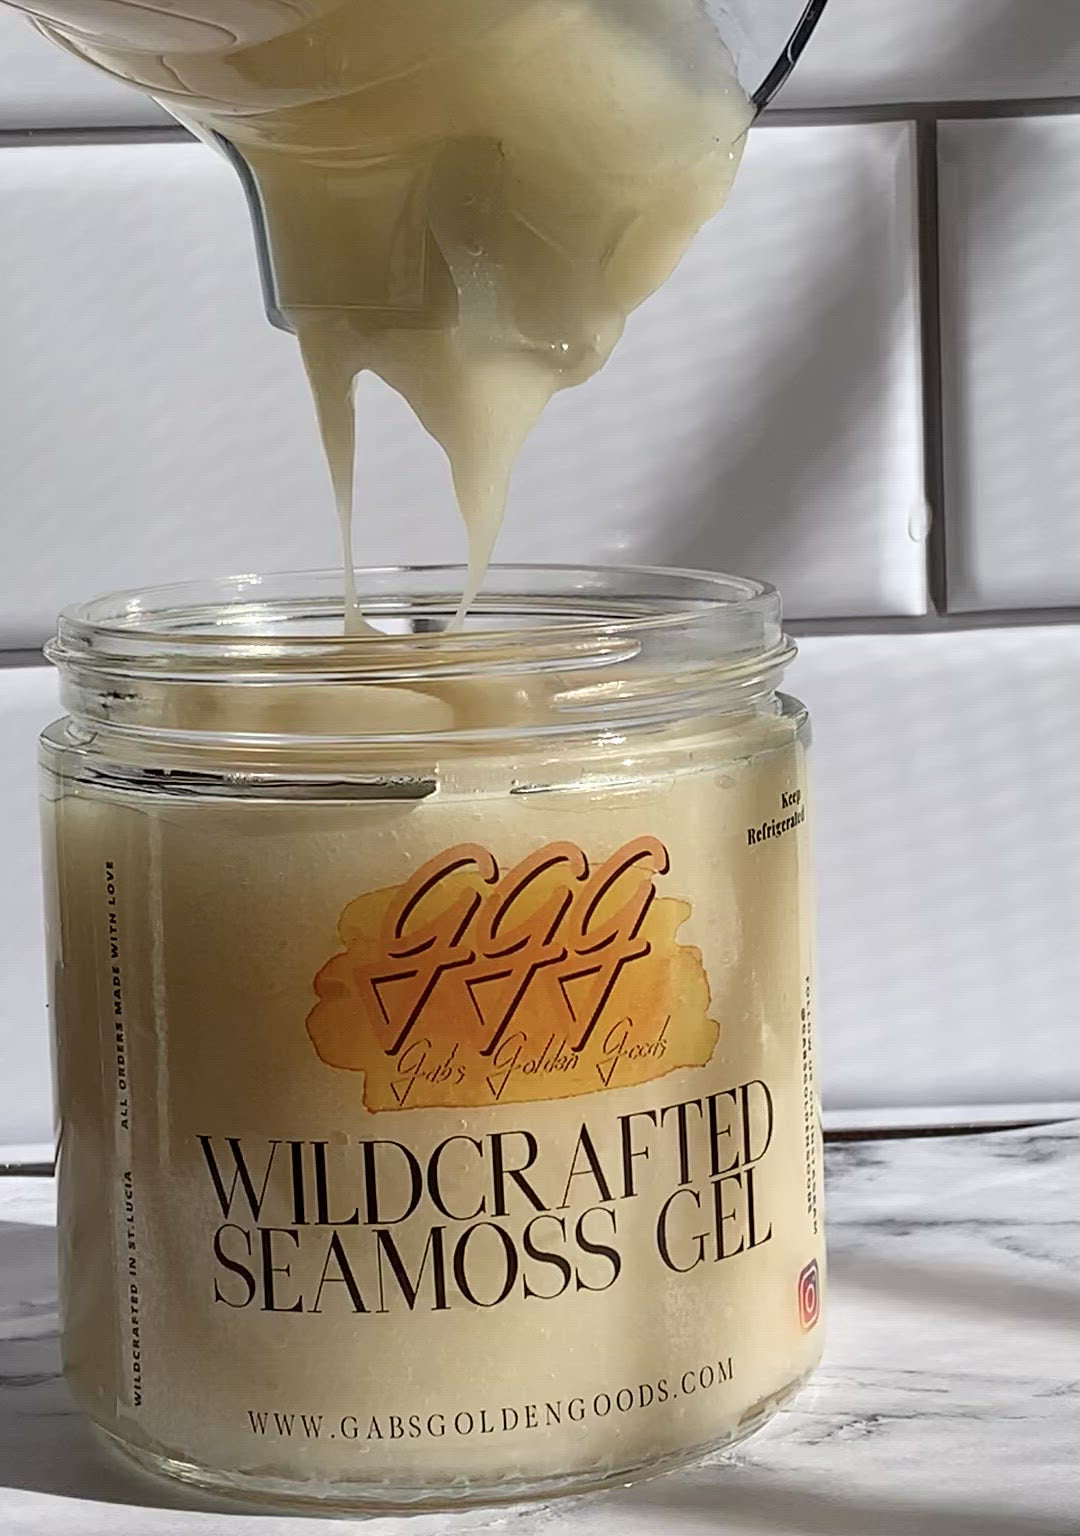 Keep
Refrigerated
GGG
Gabs Golden Goods
WILDCRAFTED
SEAMOSS GEL
WWW.GABSGOLDENGOODS.COM
WILDCRAFTED IN ST.LUCIA ALL ORDERS MADE WITH LOVE